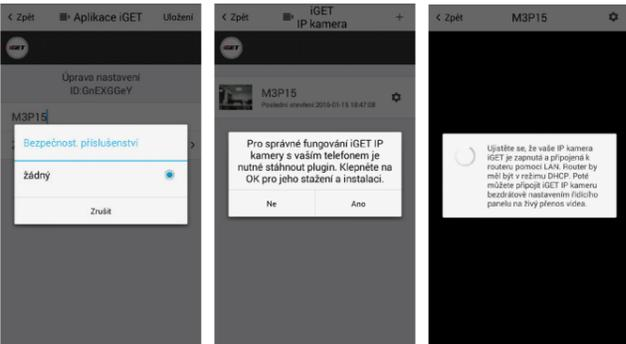 < Zpět
Aplikace iGET
Uložení
iGET
Úprava nastavení
ID:GnEXGGeY
M3P15
Bezpečnost. příslušenství
žádný
Zrušit
< Zpět
iGET
IP kamera
+
iGET
M3P15
Poslední otevření:2016-01-15 18:47:08
Pro správné fungování iGET IP
kamery s vaším telefonem je
nutné stáhnout plugin. Klepněte na
OK pro jeho stažení a instalaci.
Ne
Ano
< Zpět
M3P15
Ujistěte se, že vaše IP kamera
iGET je zapnutá a připojená k
routeru pomocí LAN. Router by
měl být v režimu DHCP. Poté
můžete připojit iGET IP kameru
bezdrátově nastavením řídicího
panelu na živý přenos videa.